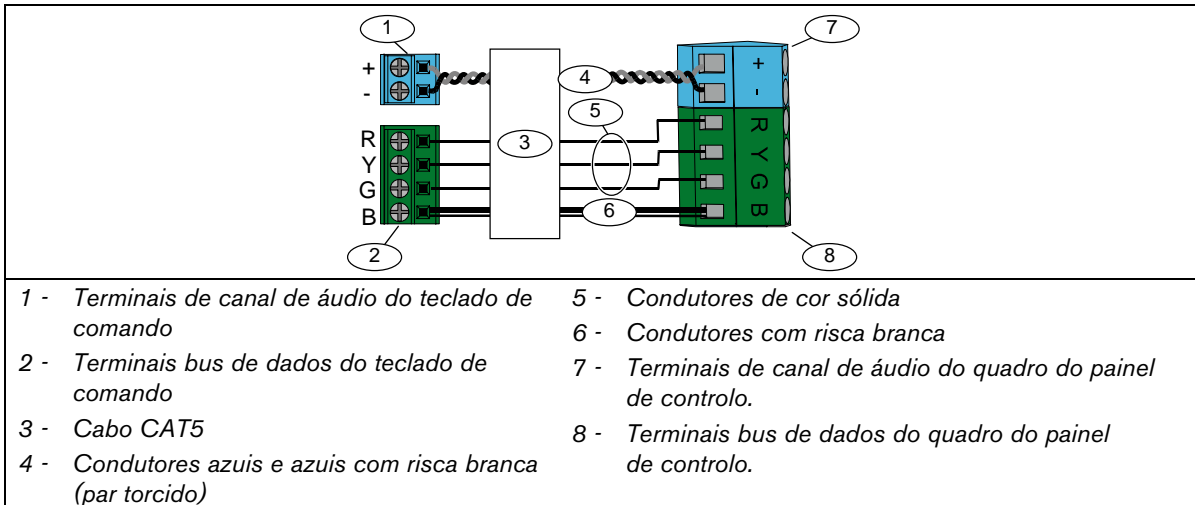 1
7
+
-
4
+
-
5
R
Y
G
B
3
R
Y
G
B
6
2
8
1 - Terminais de canal de áudio do teclado de
comando
2 - Terminais bus de dados do teclado de
comando
3 - Cabo CAT5
4 - Condutores azuis e azuis com risca branca
(par torcido)
5 - Condutores de cor sólida
6 - Condutores com risca branca
7 - Terminais de canal de áudio do quadro do painel
de controlo.
8 - Terminais bus de dados do quadro do painel
de controlo.